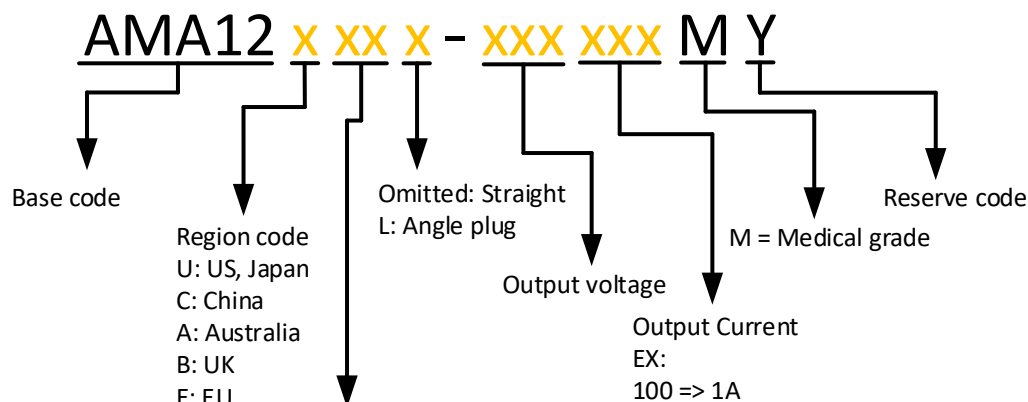 AMA12 x xx x - xxx xxx M Y
Base code
Omitted: Straight
L: Angle plug
Reserve code
Region code
U: US, Japan
C: China
A: Australia
B: UK
E: EU
M = Medical grade
Output voltage
Output Current
EX:
100 => 1A